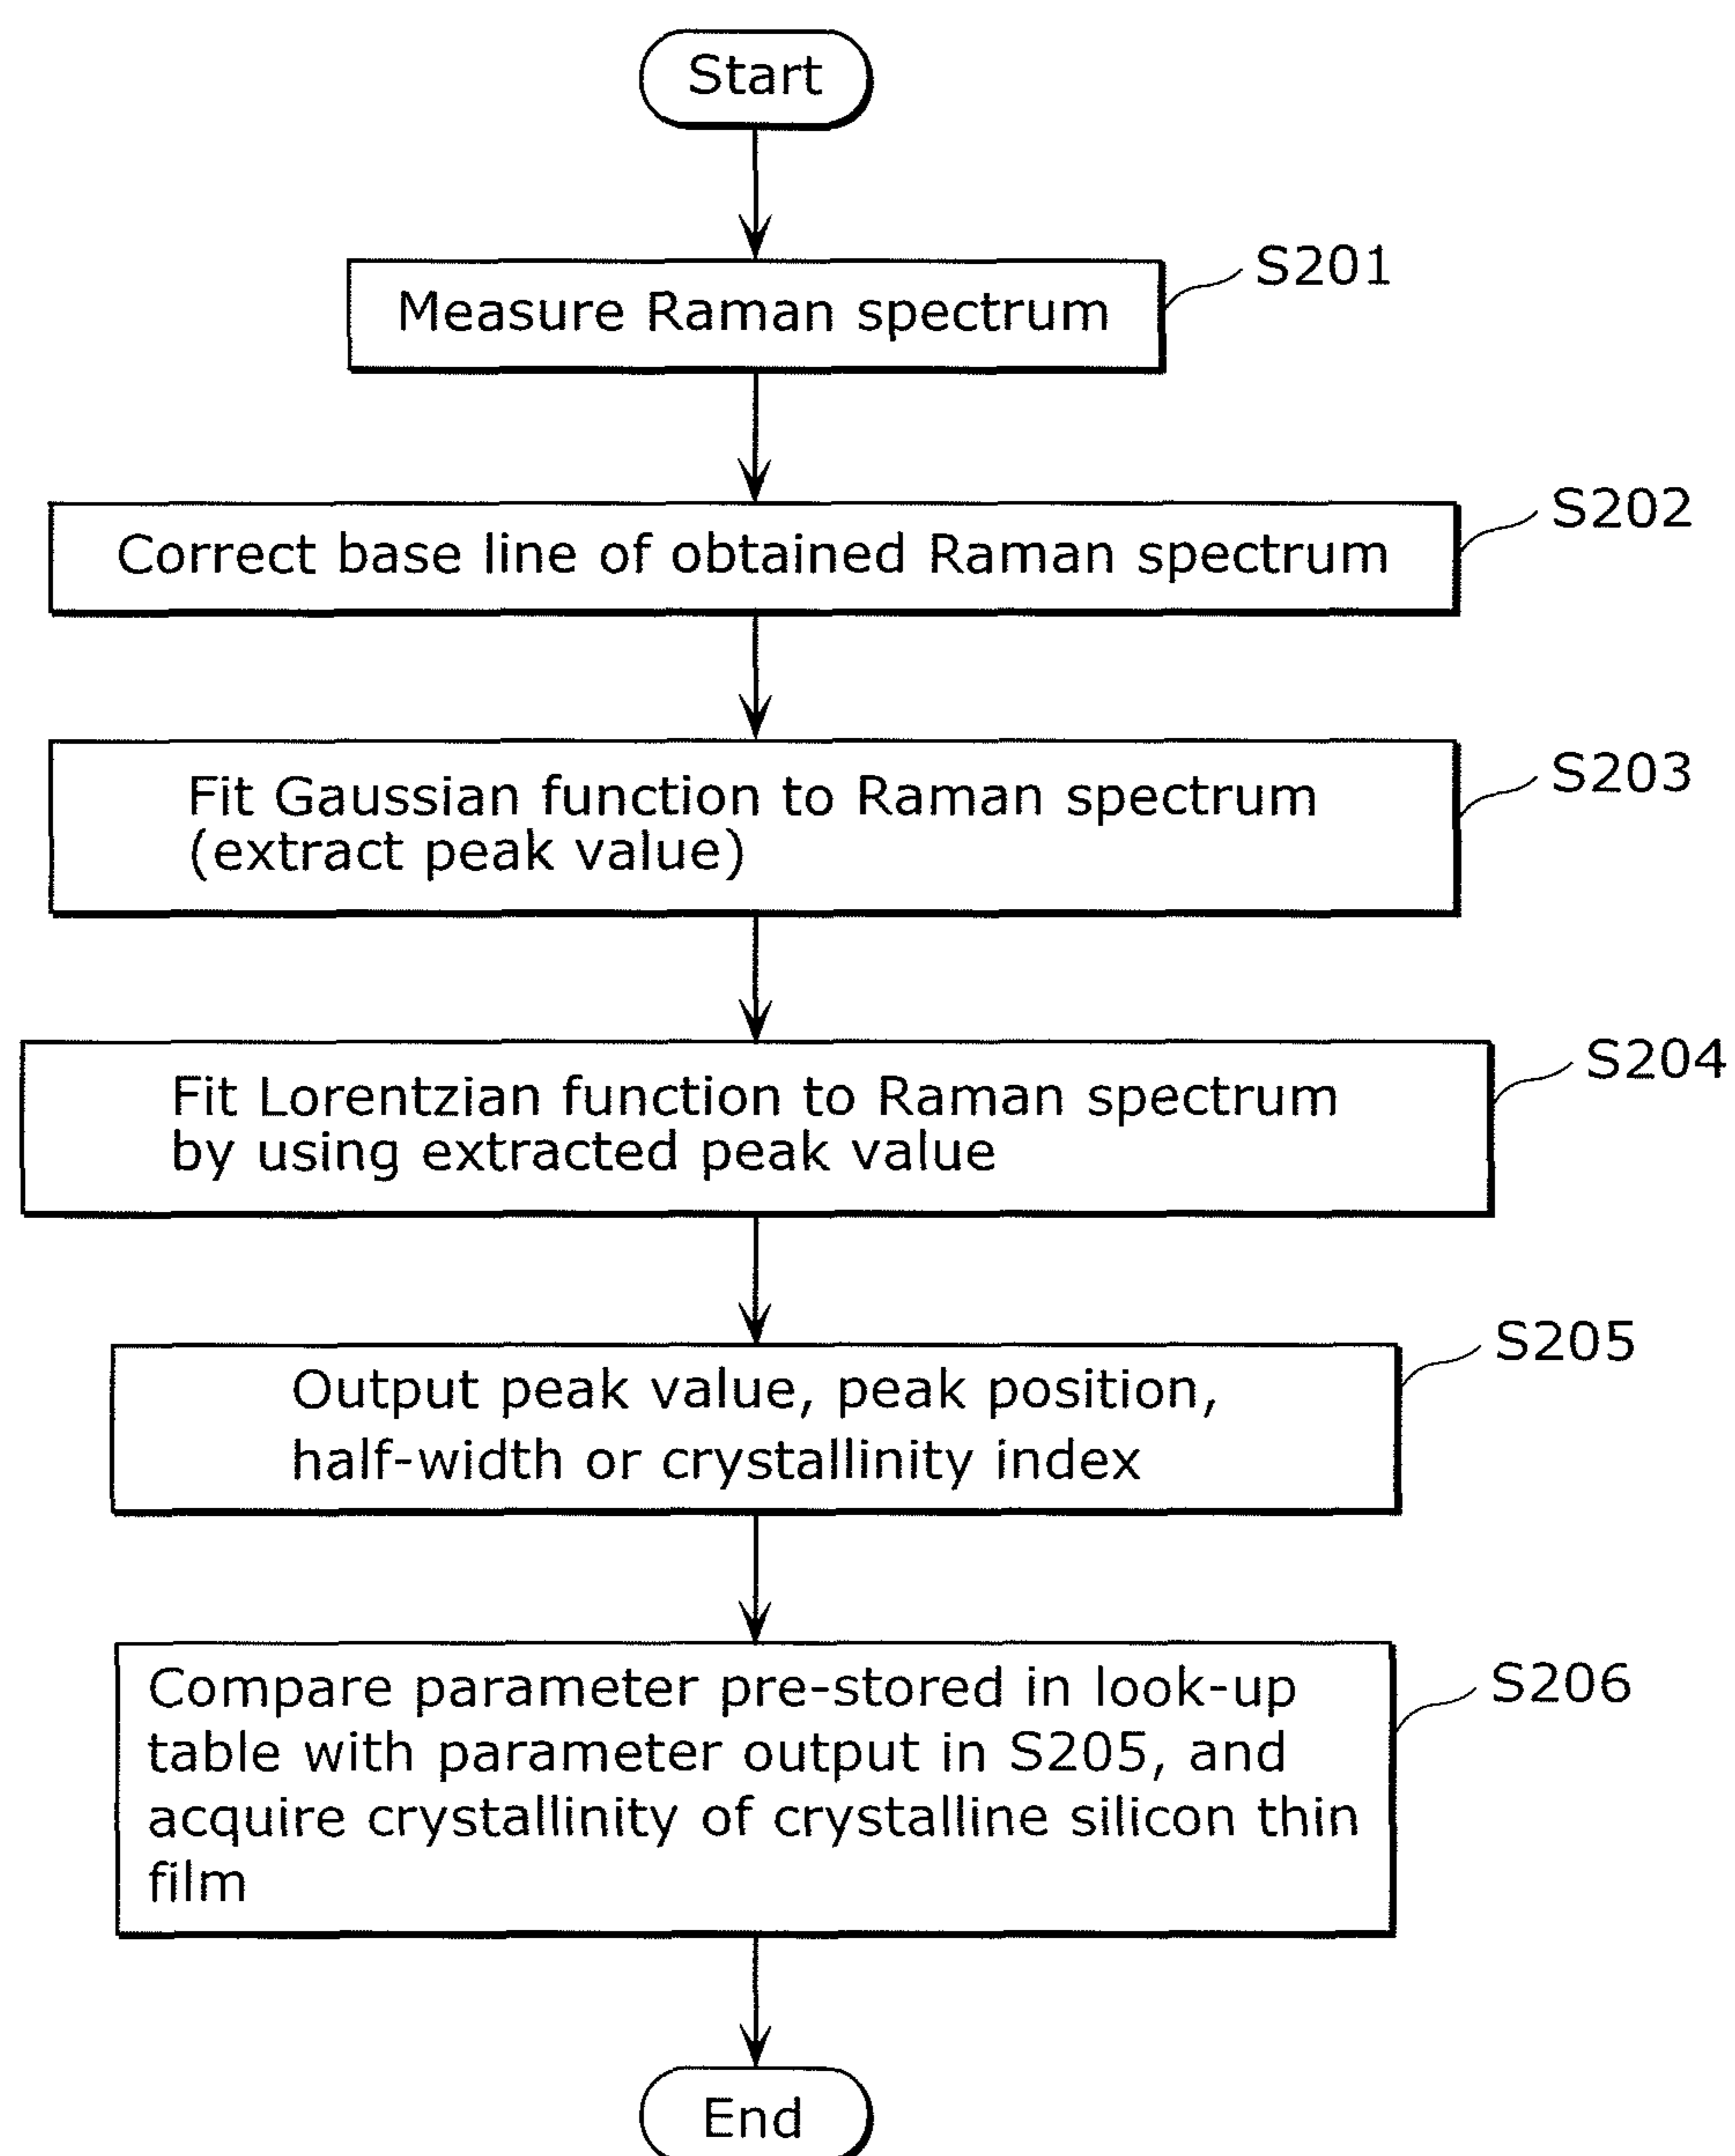 Start
Measure Raman spectrum
S201
Correct base line of obtained Raman spectrum
S202
Fit Gaussian function to Raman spectrum
(extract peak value)
S203
Fit Lorentzian function to Raman spectrum
by using extracted peak value
S204
Output peak value, peak position,
half-width or crystallinity index
S205
Compare parameter pre-stored in look-up
table with parameter output in S205, and
acquire crystallinity of crystalline silicon thin
film
S206
End